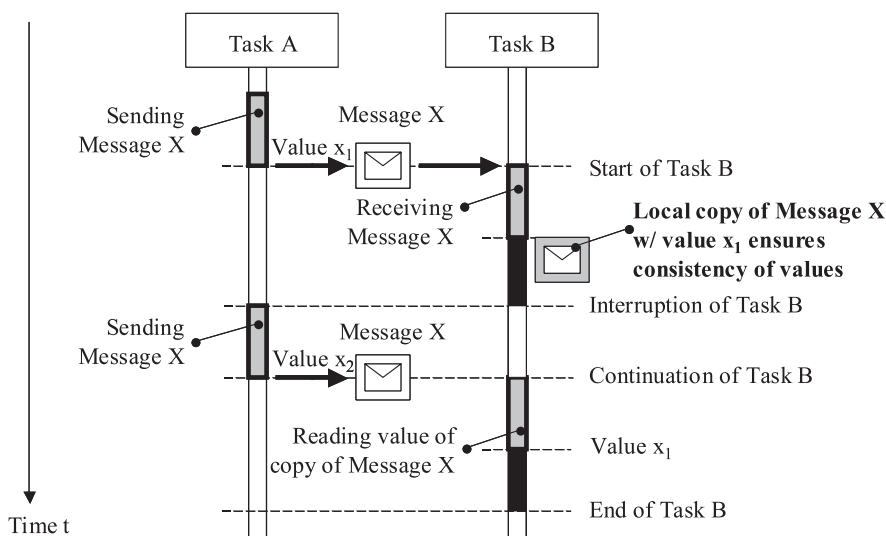 Task A
Task B
Sending
Message X
Message X
Value x₁
Start of Task B
Receiving
Message X
Local copy of Message X
w/ value x₁ ensures
consistency of values
Interruption of Task B
Sending
Message X
Message X
Value x₂
Continuation of Task B
Reading value of
copy of Message X
Value x₁
End of Task B
Time t